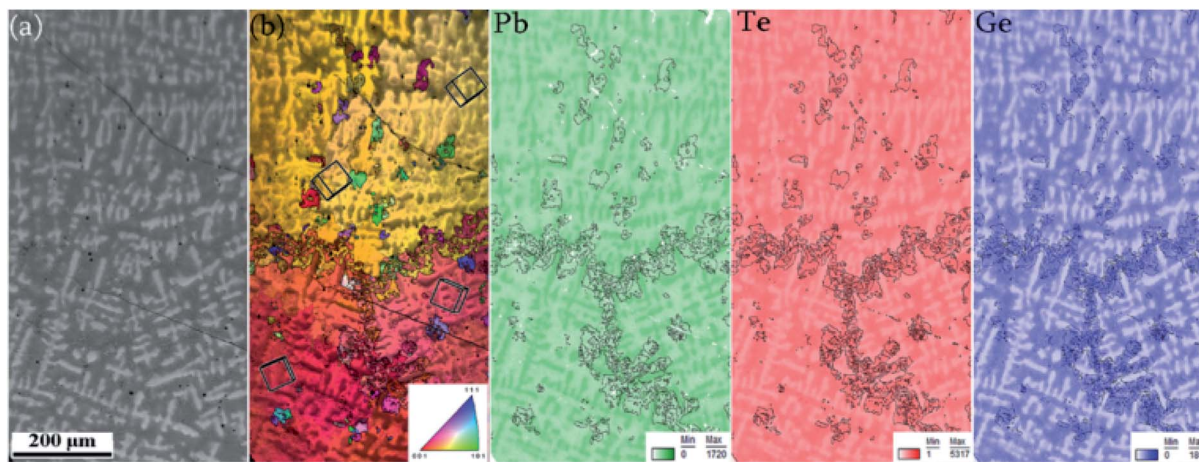 (a)
(b)
Pb
Te
Ge
200 μm
111
001
101
Min Max
0 1720
Min Max
1 5317
Min Max
0